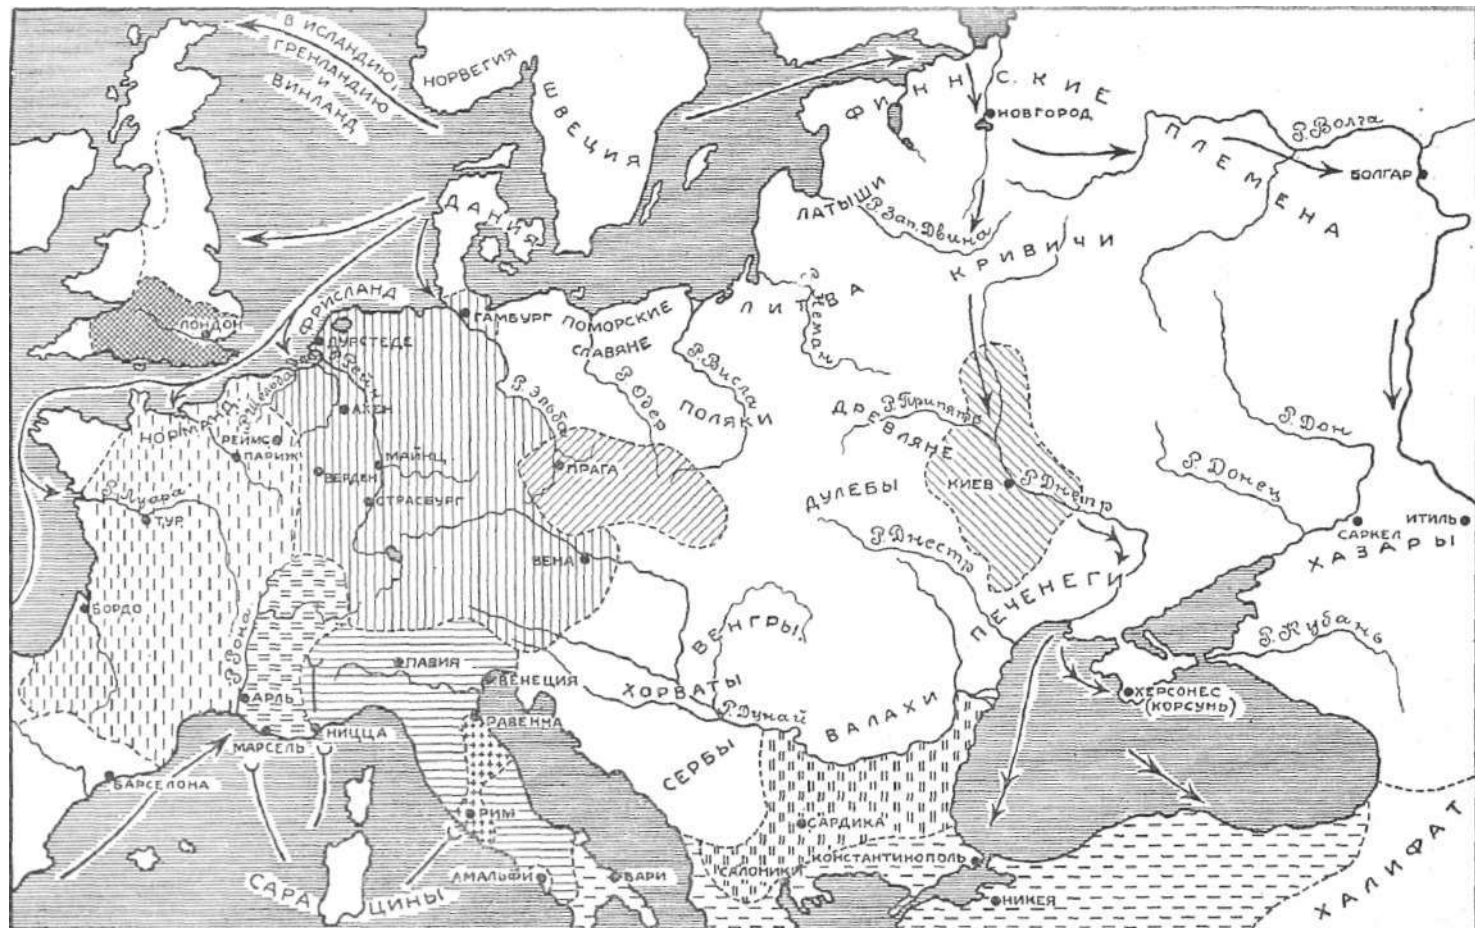 В ИСЛАНДИЮ,
ГРЕНЛАНДИЮ
И
ВИНЛАНД
НОРВЕГИЯ
ШВЕЦИЯ
ФИННСКИЕ
ПЛЕМЕНА
НОВГОРОД
Р. Волга
БОЛГАР
ДАНИЯ
ЛАТЫШИ
Р. Зап. Двина
КРИВИЧИ
ЛИТВА
Р. Неман
ЛОНДОН
ФРИСЛАНД
ГАМБУРГ
ПОМОРСКИЕ
СЛАВЯНЕ
ДУРСТЕДЕ
Р. Шельда
Р. Рейн
АХЕН
Р. Эльба
Р. Одер
Р. Висла
ПОЛЯКИ
ДРЕВЛЯНЕ
Р. Припять
НОРМАНД
РЕЙМС
ПАРИЖ
ВЕРДЕН
МАЙНЦ
СТРАСБУРГ
ПРАГА
ДУЛЕБЫ
КИЕВ
Р. Днепр
Р. Дон
Р. Донец
Р. Луара
ТУР
ВЕНА
Р. Днестр
САРКЕЛ
ИТИЛЬ
ХАЗАРЫ
ПЕЧЕНЕГИ
БОРДО
Р. Рона
ВЕНГРЫ
Р. Кубань
ПАВИЯ
ВЕНЕЦИЯ
ХОРВАТЫ
Р. Дунай
ВАЛАХИ
ХЕРСОНЕС
(КОРСУНЬ)
АРЛЬ
МАРСЕЛЬ
НИЦЦА
РАВЕННА
СЕРБЫ
БАРСЕЛОНА
РИМ
САРДИКА
КОНСТАНТИНОПОЛЬ
САЛОНИКИ
САРАЦИНЫ
АМАЛЬФИ
БАРИ
НИКЕЯ
ХАЛИФАТ